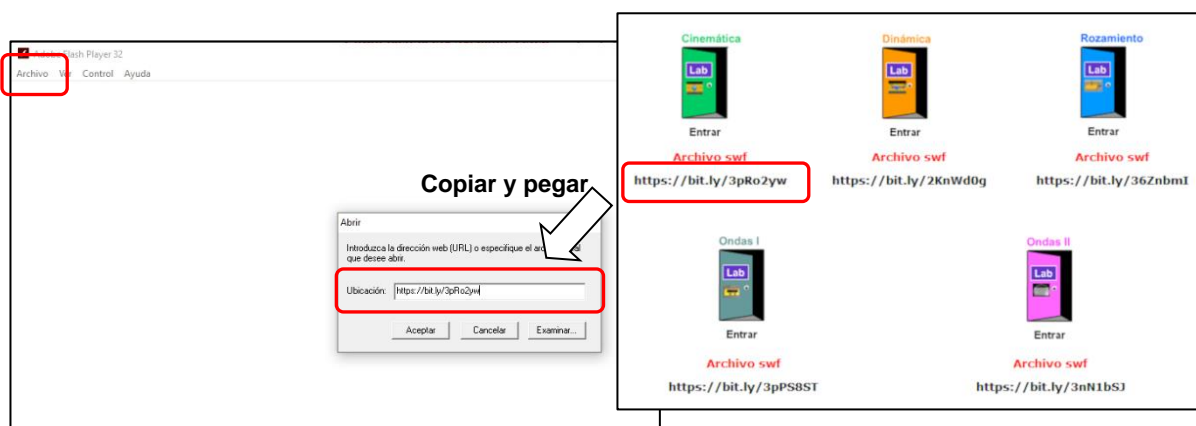 Adobe Flash Player 32
Archivo Ver Control Ayuda
Copiar y pegar
Abrir
Introduzca la dirección web (URL) o especifique el
que desee abrir.
Ubicación: https://bit.ly/3pRo2yw
Aceptar Cancelar Examinar...
Cinemática Dinámica Rozamiento
Lab Lab Lab
Entrar Entrar Entrar
Archivo swf Archivo swf Archivo swf
https://bit.ly/3pRo2yw https://bit.ly/2KnWd0g https://bit.ly/36ZnbmI
Ondas I Ondas II
Lab Lab
Entrar Entrar
Archivo swf Archivo swf
https://bit.ly/3pPS8ST https://bit.ly/3nN1bSJ